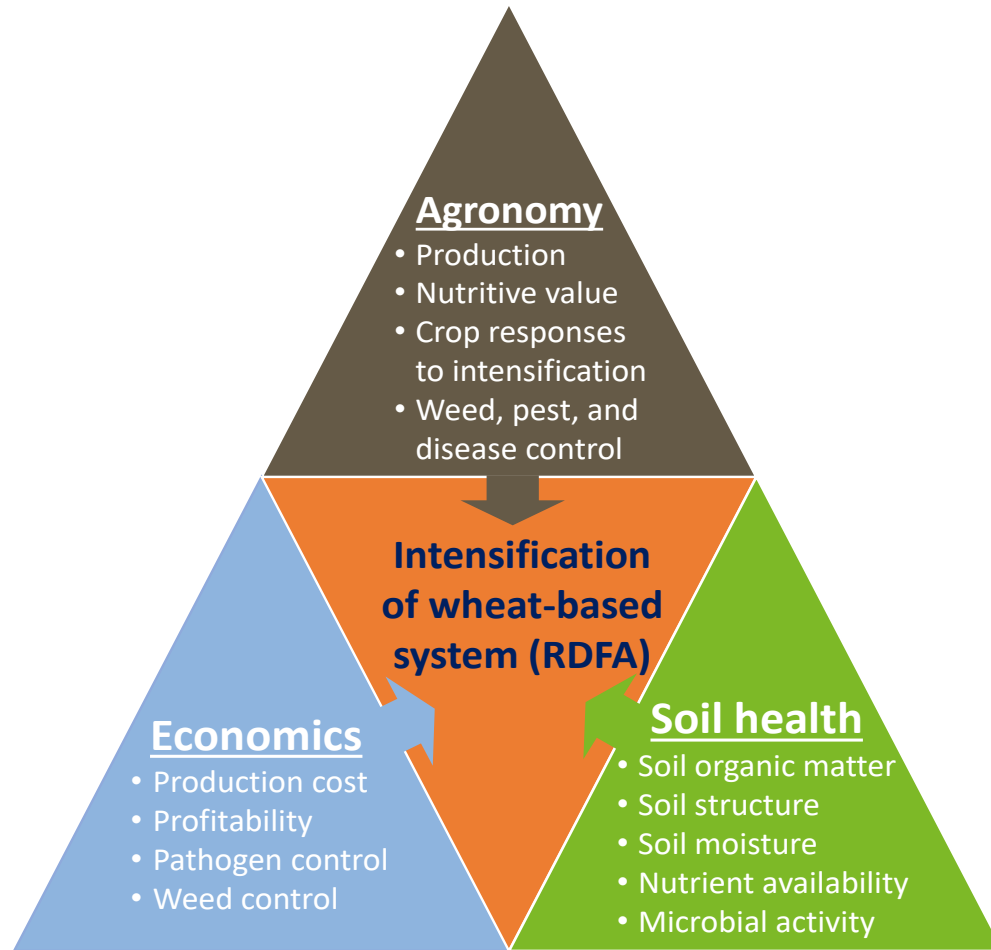 Agronomy
• Production
• Nutritive value
• Crop responses
to intensification
• Weed, pest, and
disease control
Intensification
of wheat-based
system (RDFA)
Economics
• Production cost
• Profitability
• Pathogen control
• Weed control
Soil health
• Soil organic matter
• Soil structure
• Soil moisture
• Nutrient availability
• Microbial activity